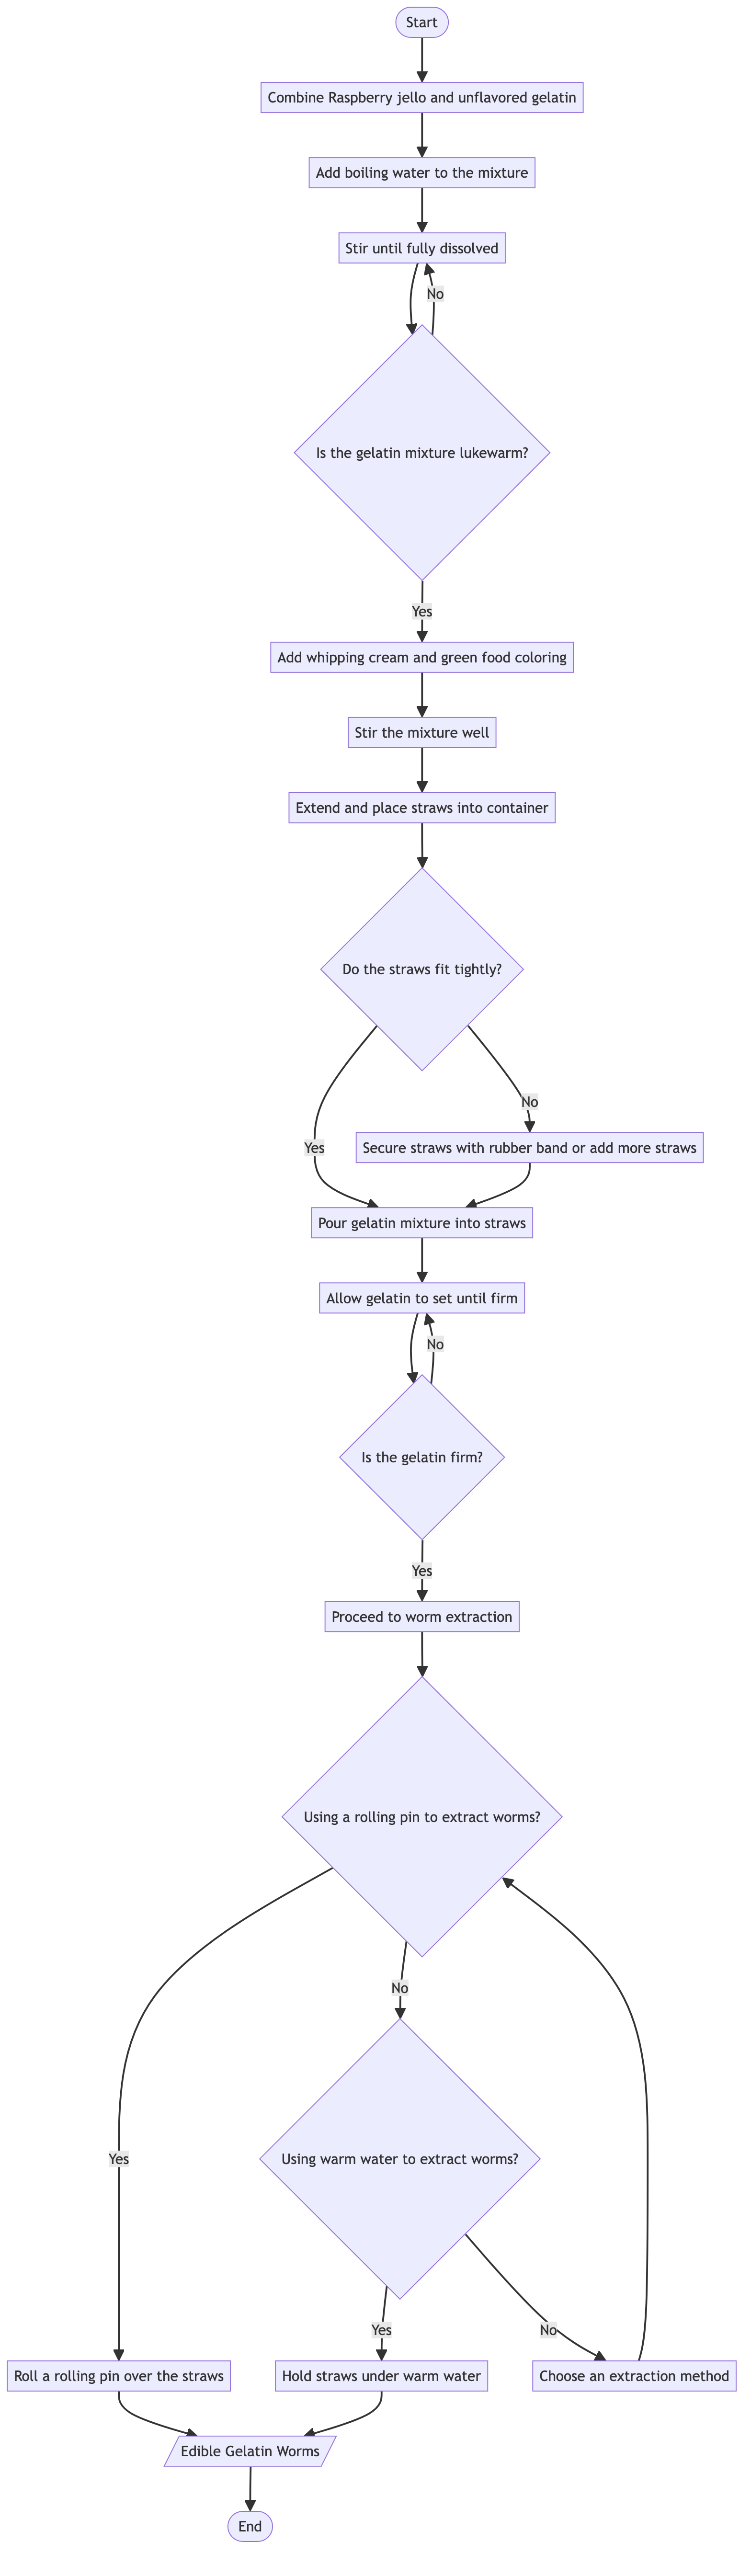 Start
Combine Raspberry jello and unflavored gelatin
Add boiling water to the mixture
Stir until fully dissolved
No
Is the gelatin mixture lukewarm?
Yes
Add whipping cream and green food coloring
Stir the mixture well
Extend and place straws into container
Do the straws fit tightly?
No
Yes
Secure straws with rubber band or add more straws
Pour gelatin mixture into straws
Allow gelatin to set until firm
No
Is the gelatin firm?
Yes
Proceed to worm extraction
Using a rolling pin to extract worms?
No
Yes
Using warm water to extract worms?
Yes
No
Roll a rolling pin over the straws
Hold straws under warm water
Choose an extraction method
Edible Gelatin Worms
End